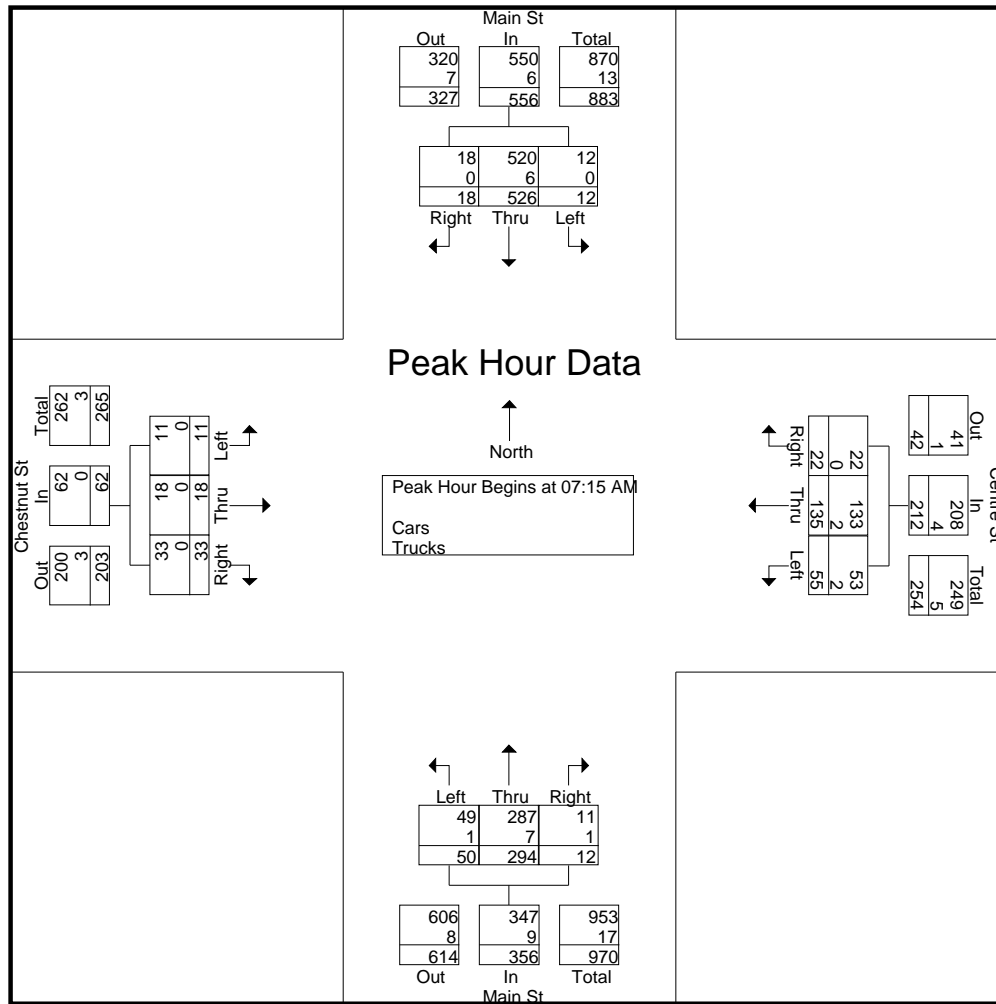 Main St
Out In Total
320 550 870
7 6 13
327 556 883
18 520 12
0 6 0
18 526 12
Right Thru Left
Peak Hour Data
North
Peak Hour Begins at 07:15 AM
Cars
Trucks
Chestnut St
Total In Out
262 62 200
3 0 3
265 62 203
11 18 33
0 0 0
11 18 33
Left Thru Right
Right Thru Left
22 133 53
0 2 2
22 135 55
Centre St
Out In Total
41 208 249
1 4 5
42 212 254
Left Thru Right
49 287 11
1 7 1
50 294 12
606 347 953
8 9 17
614 356 970
Out In Total
Main St